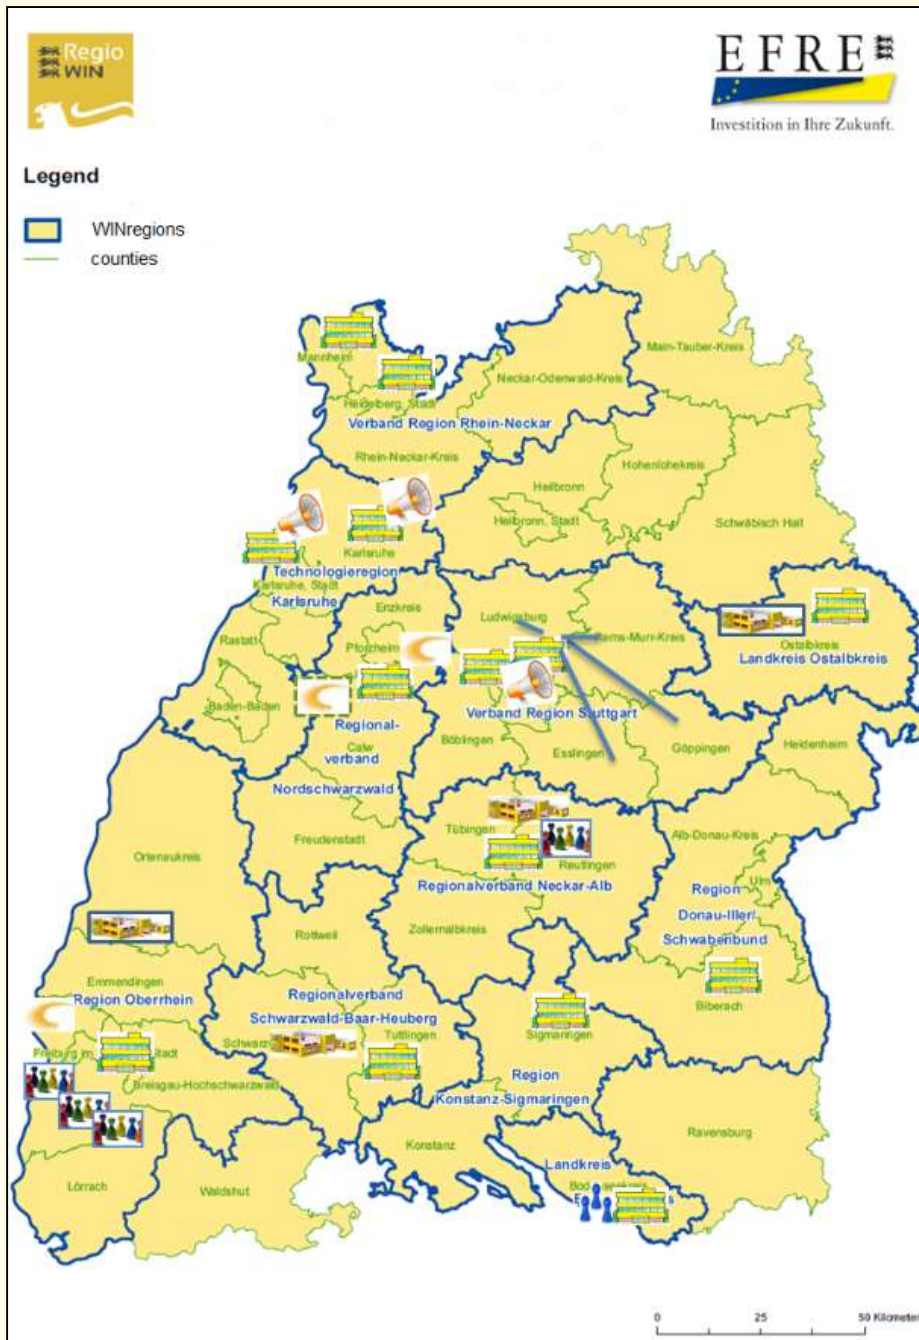 Regio
WIN
EFRE
Investition in Ihre Zukunft.
Legend
WINregions
counties
Main-Tauber-Kreis
Mannheim
Neckar-Odenwald-Kreis
Heidelberg, Stadt
Verband Region Rhein-Neckar
Rhein-Neckar-Kreis
Hohenlohekreis
Heilbronn
Heilbronn, Stadt
Schwäbisch Hall
Karlsruhe
Technologieregion
Karlsruhe, Stadt
Karlsruhe
Enzkreis
Ludwigsburg
Rems-Murr-Kreis
Rastatt
Pforzheim
Ostalbkreis
Landkreis Ostalbkreis
Baden-Baden
Verband Region Stuttgart
Regional-
Böblingen
Göppingen
Heidenheim
Calw
verband
Esslingen
Nordschwarzwald
Tübingen
Alb-Donau-Kreis
Freudenstadt
Ortenaukreis
Reutlingen
Regionalverband Neckar-Alb
Ulm
Region
Donau-Iller/
Schwabenbund
Rottweil
Zollernalbkreis
Emmendingen
Region Oberrhein
Regionalverband
Schwarzwald-Baar-Heuberg
Biberach
Tuttlingen
Sigmaringen
Freiburg im
Stadt
Breisgau-Hochschwarzwald
Region
Konstanz-Sigmaringen
Konstanz
Ravensburg
Lörrach
Waldshut
Landkreis
0 25 50 Kilometer